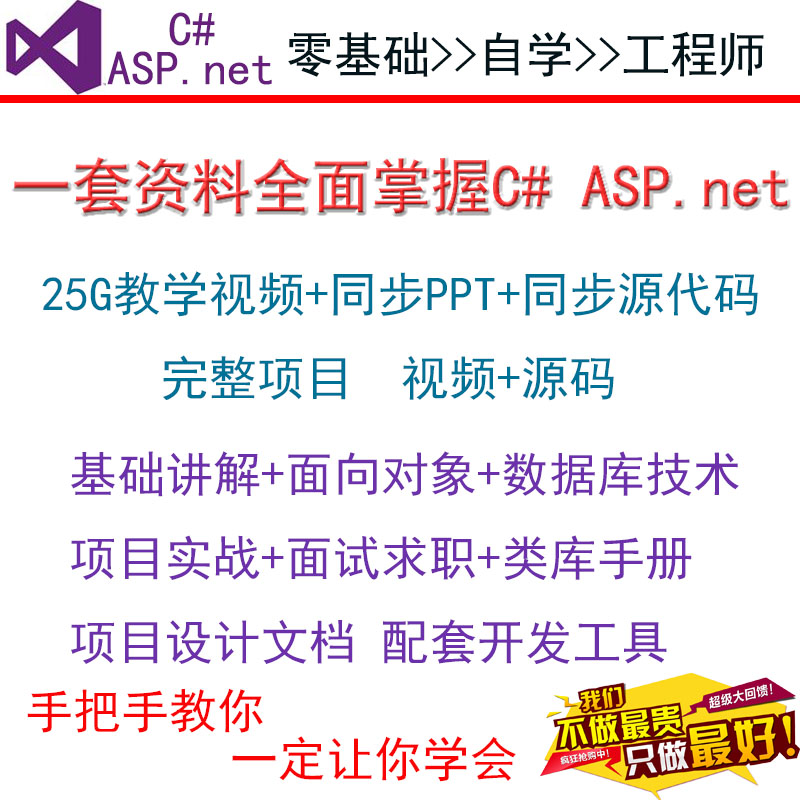 C#
ASP.net
零基础>>自学>>工程师
一套资料全面掌握C# ASP.net
25G教学视频+同步PPT+同步源代码
完整项目 视频+源码
基础讲解+面向对象+数据库技术
项目实战+面试求职+类库手册
项目设计文档 配套开发工具
手把手教你
一定让你学会
我们
超级大回馈!
不做最贵
只做最好!
疯狂抢购中!